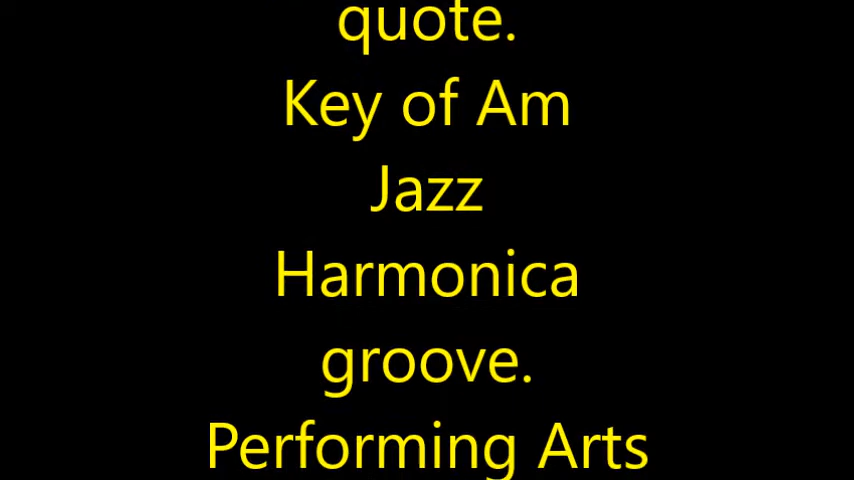 quote.
Key of Am
Jazz
Harmonica
groove.
Performing Arts